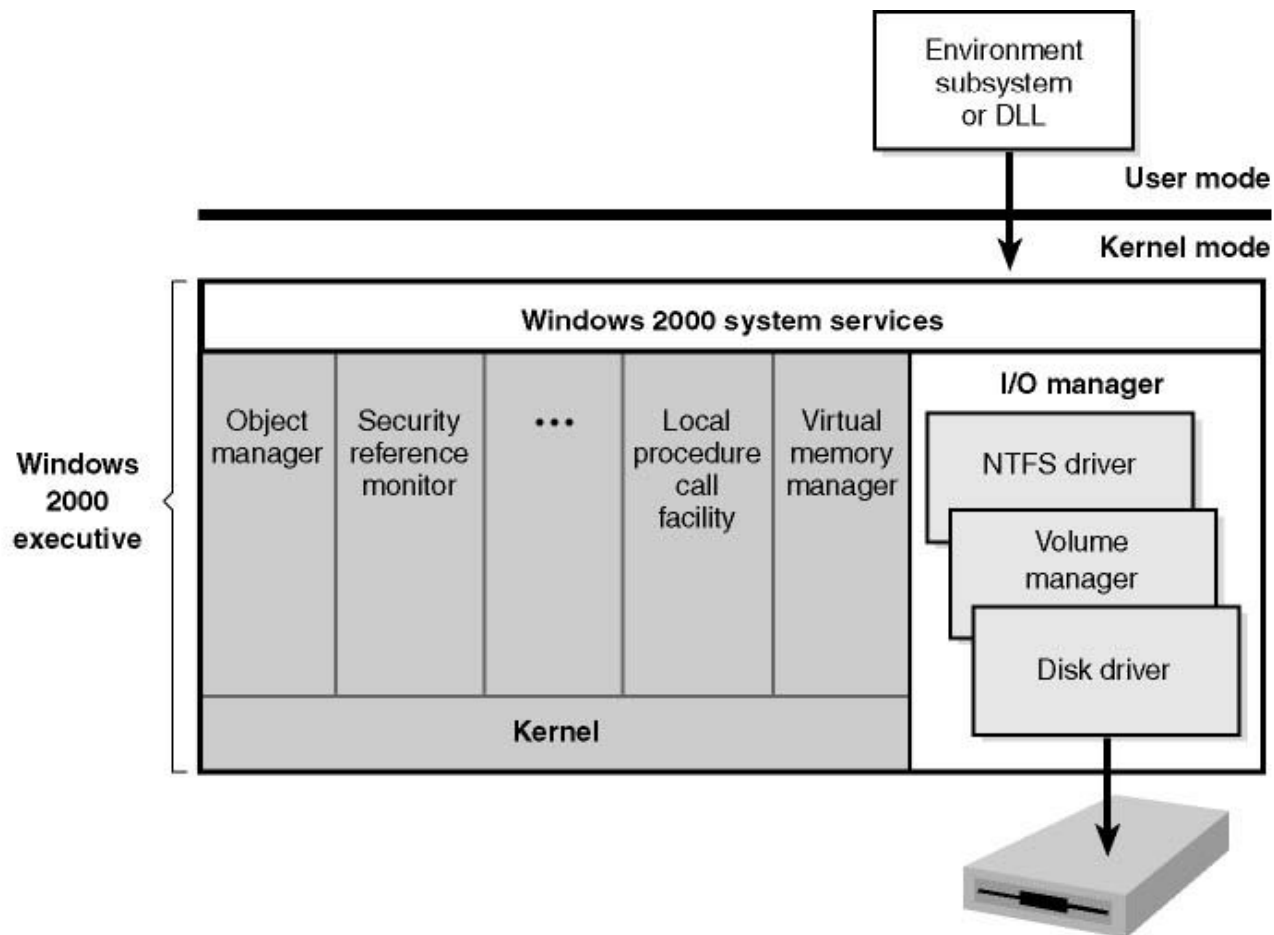 Environment
subsystem
or DLL
User mode
Kernel mode
Windows 2000 system services
Windows
2000
executive
Object
manager
Security
reference
monitor
•••
Local
procedure
call
facility
Virtual
memory
manager
I/O manager
NTFS driver
Volume
manager
Disk driver
Kernel